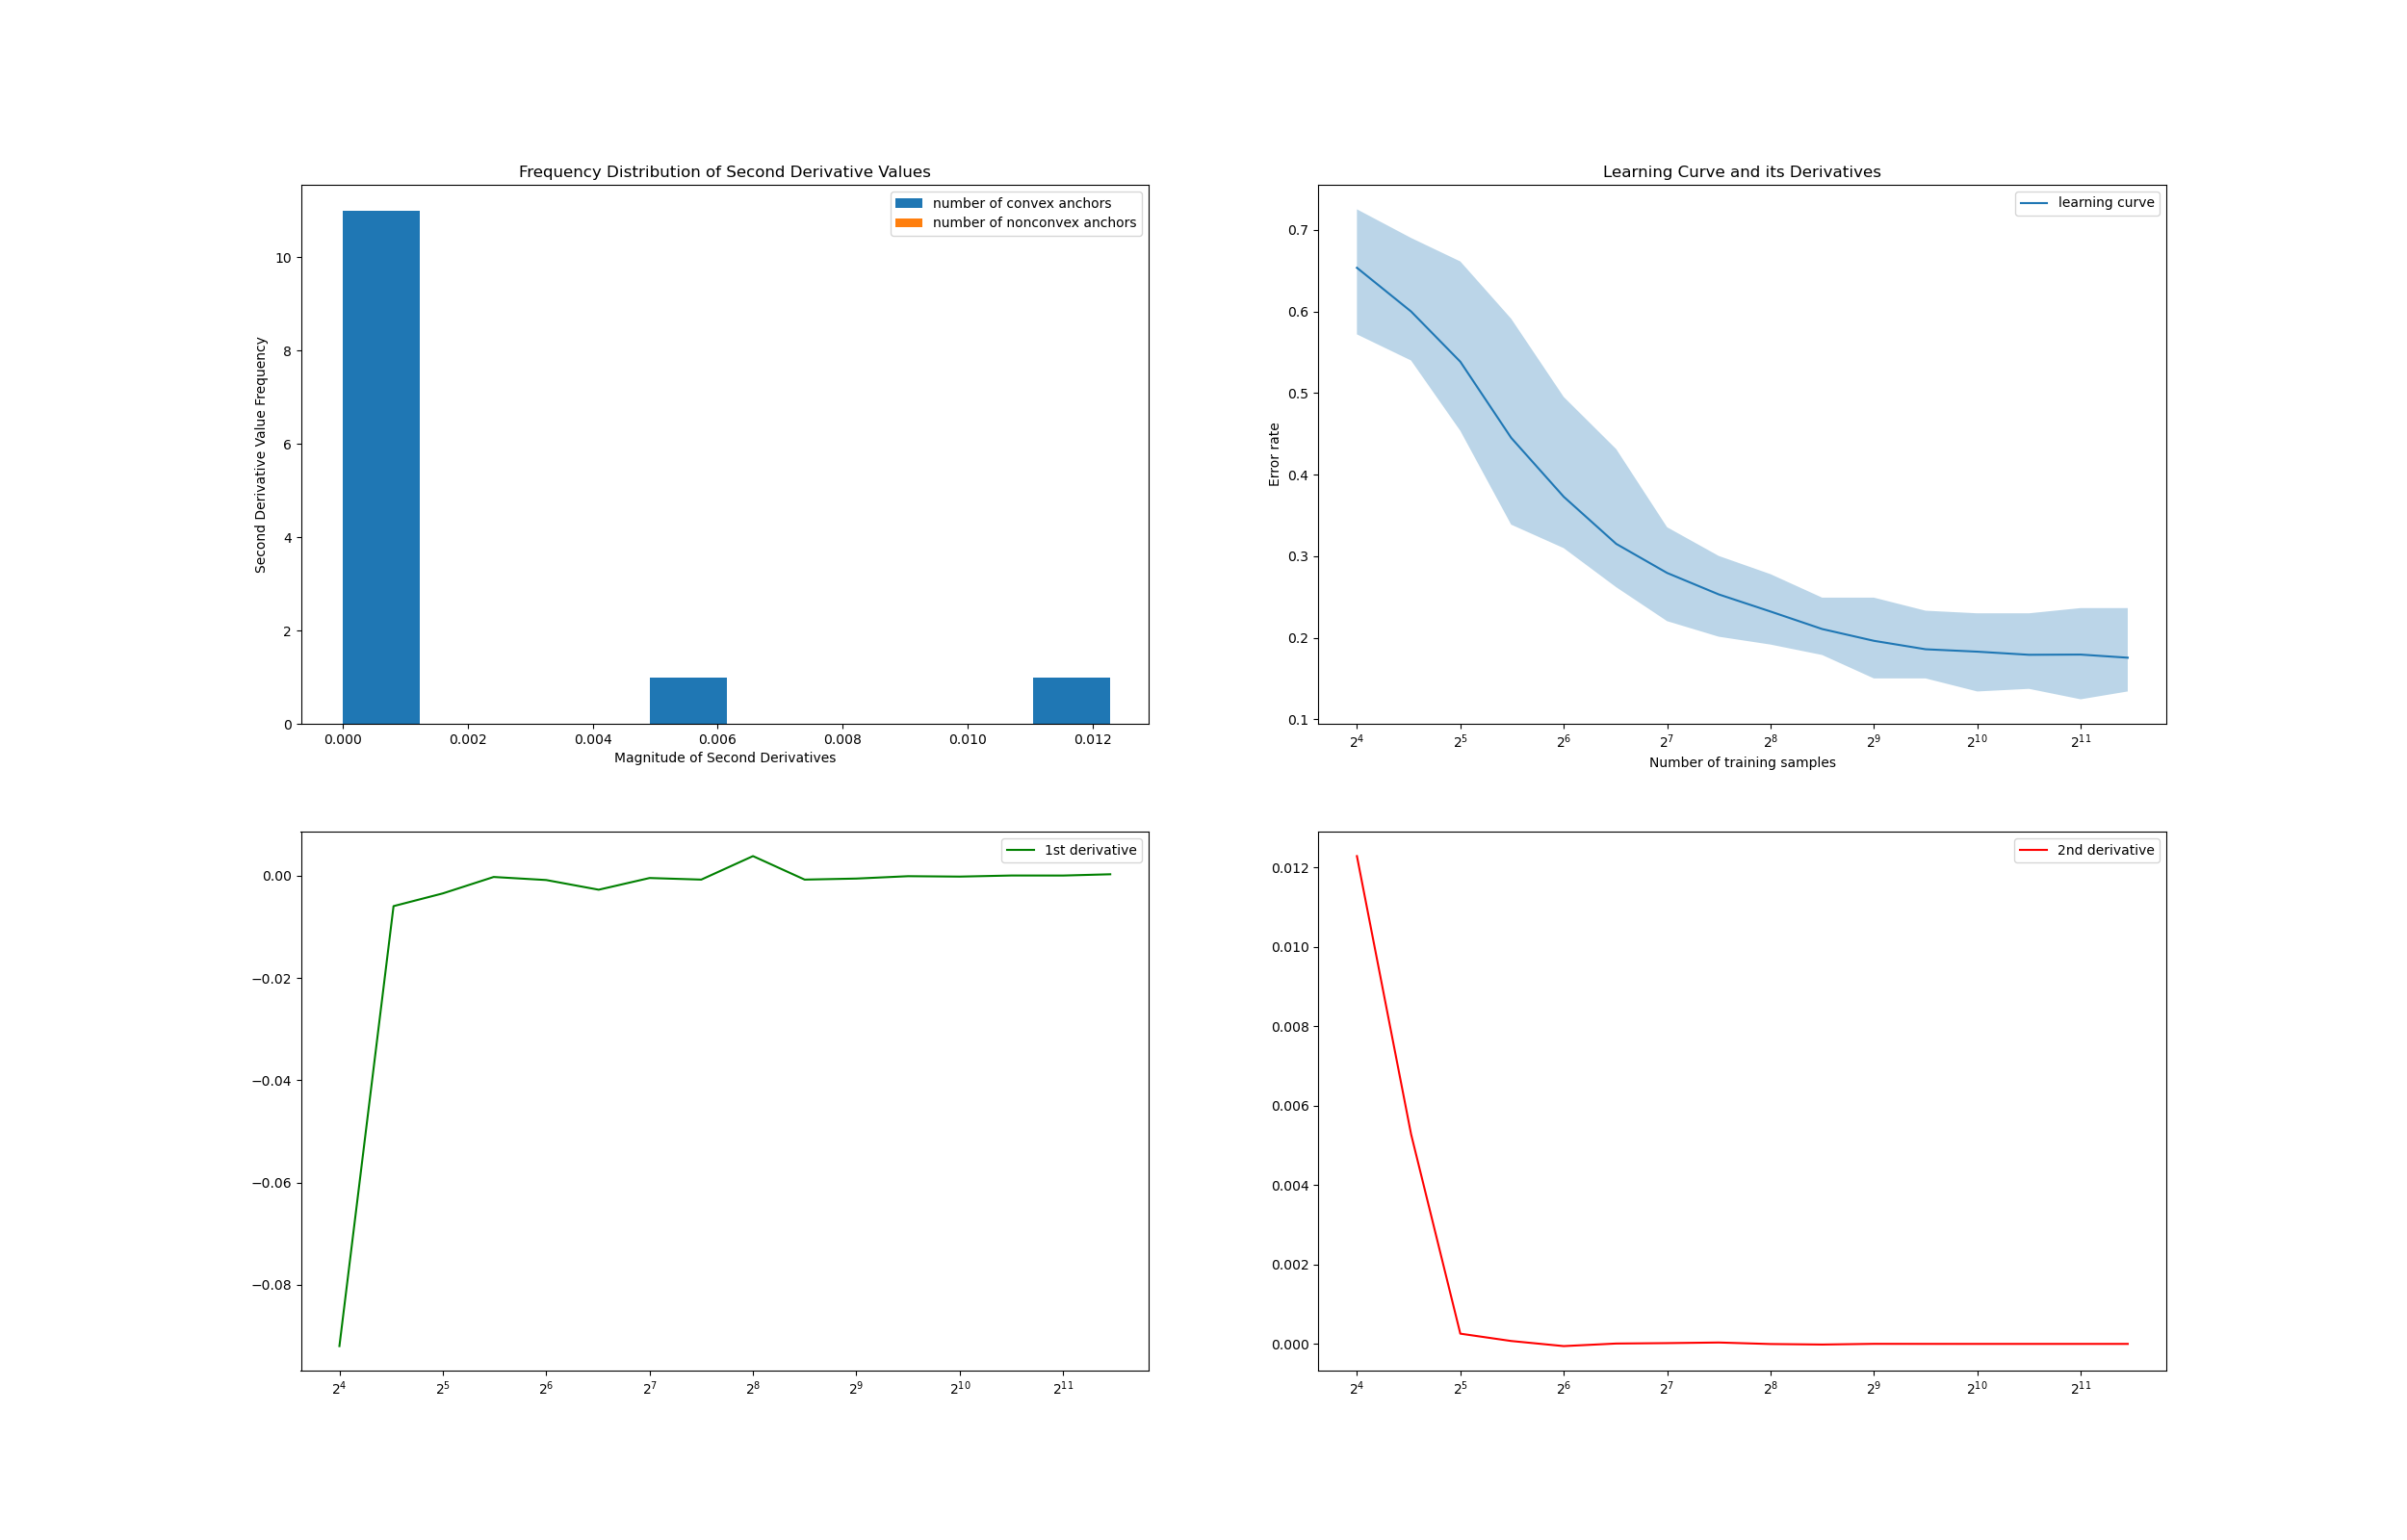 Frequency Distribution of Second Derivative Values
number of convex anchors
number of nonconvex anchors
Second Derivative Value Frequency
10
8
6
4
2
0
0.000 0.002 0.004 0.006 0.008 0.010 0.012
Magnitude of Second Derivatives
Learning Curve and its Derivatives
learning curve
Error rate
0.7
0.6
0.5
0.4
0.3
0.2
0.1
2⁴ 2⁵ 2⁶ 2⁷ 2⁸ 2⁹ 2¹⁰ 2¹¹
Number of training samples
1st derivative
0.00
−0.02
−0.04
−0.06
−0.08
2⁴ 2⁵ 2⁶ 2⁷ 2⁸ 2⁹ 2¹⁰ 2¹¹
2nd derivative
0.012
0.010
0.008
0.006
0.004
0.002
0.000
2⁴ 2⁵ 2⁶ 2⁷ 2⁸ 2⁹ 2¹⁰ 2¹¹